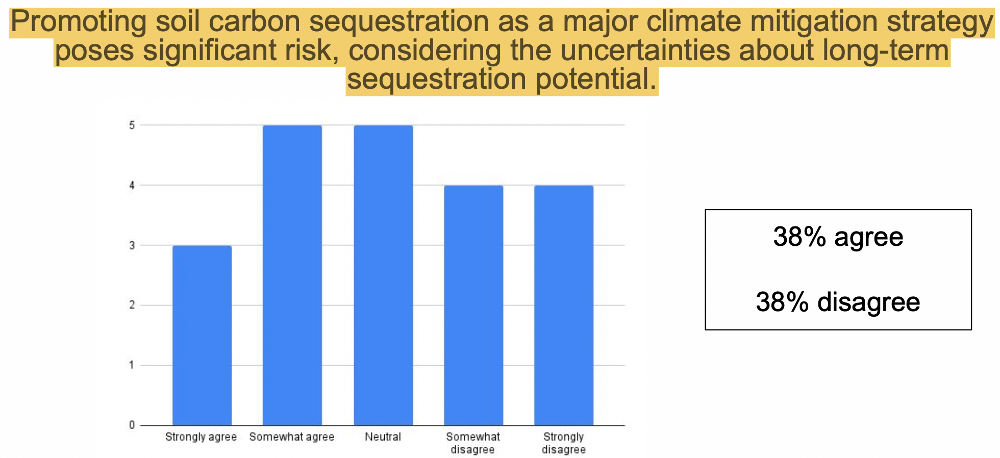 Promoting soil carbon sequestration as a major climate mitigation strategy
poses significant risk, considering the uncertainties about long-term
sequestration potential.
5
4
3
2
1
0
Strongly agree
Somewhat agree
Neutral
Somewhat
disagree
Strongly
disagree
38% agree
38% disagree